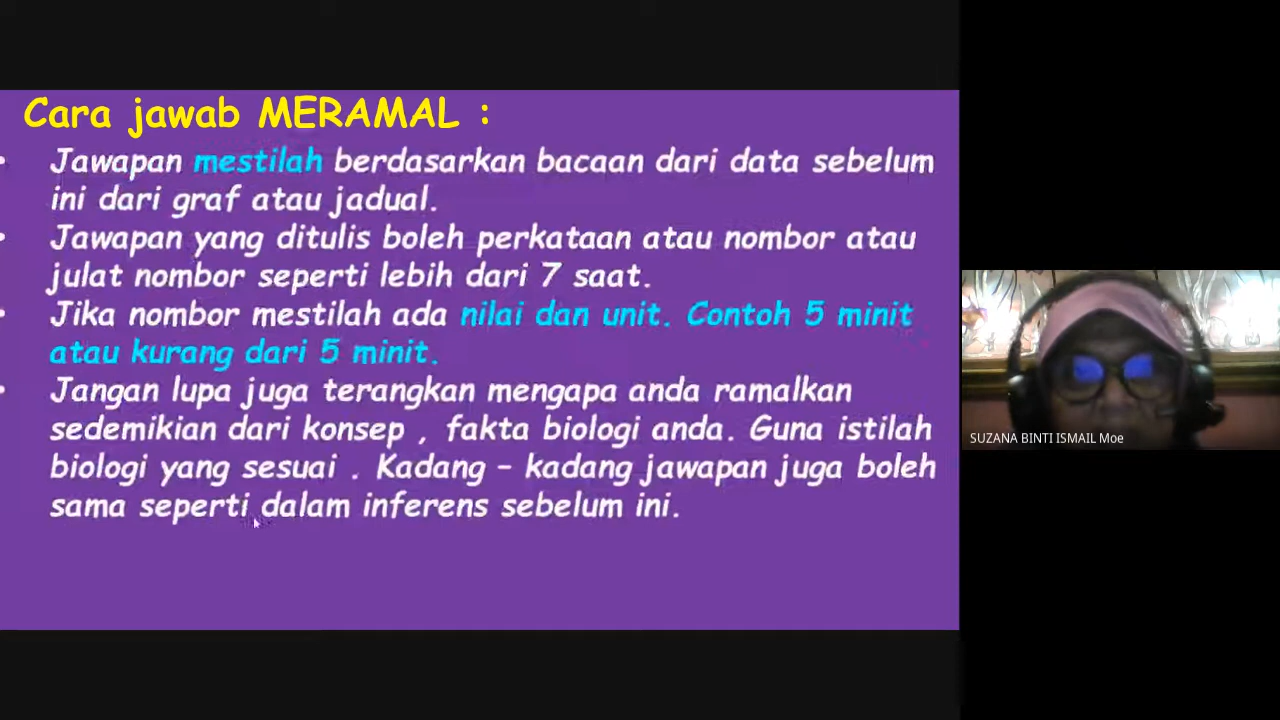 Cara jawab MERAMAL :
• Jawapan mestilah berdasarkan bacaan dari data sebelum
ini dari graf atau jadual.
• Jawapan yang ditulis boleh perkataan atau nombor atau
julat nombor seperti lebih dari 7 saat.
• Jika nombor mestilah ada nilai dan unit. Contoh 5 minit
atau kurang dari 5 minit.
• Jangan lupa juga terangkan mengapa anda ramalkan
sedemikian dari konsep , fakta biologi anda. Guna istilah
biologi yang sesuai . Kadang – kadang jawapan juga boleh
sama seperti dalam inferens sebelum ini.
SUZANA BINTI ISMAIL Moe